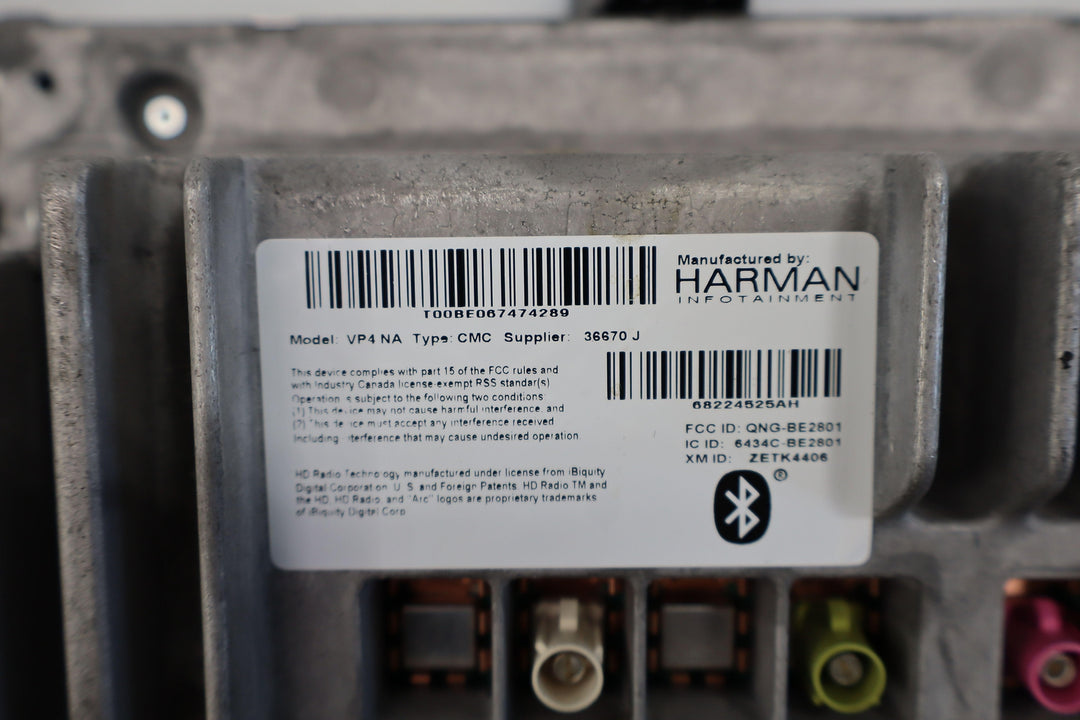 Manufactured by:
HARMAN
INFOTAINMENT
T00BE067474289
Model: VP4 NA Type: CMC Supplier: 36670 J
This device complies with part 15 of the FCC rules and
with Industry Canada license-exempt RSS standar(s)
Operation is subject to the following two conditions
(1) This device may not cause harmful interference, and
(2) This device must accept any interference received
Including interference that may cause undesired operation
68224525AH
FCC ID: QNG-BE2801
IC ID: 6434C-BE2801
XM ID: ZETK4406
HD Radio Technology manufactured under license from iBiquity
Digital Corporation U.S. and Foreign Patents. HD Radio TM and
the HD, HD Radio, and "Arc" logos are proprietary trademarks
of iBiquity Digital Corp
®